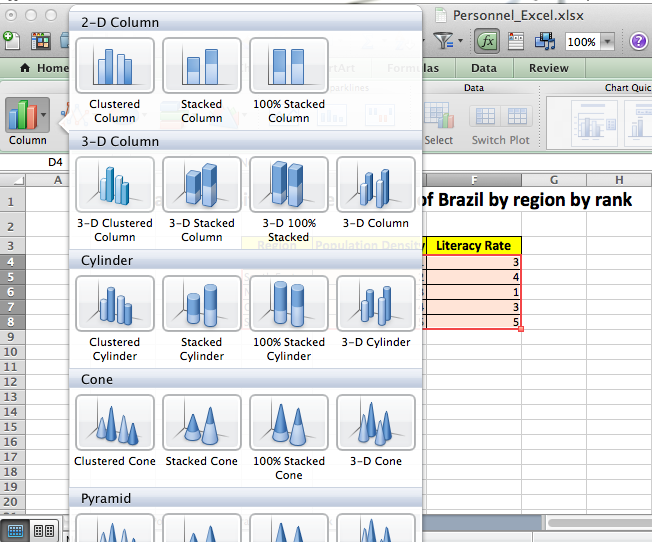 Personnel_Excel.xlsx
fx
100%
?
Home
Art
Formulas
Data
Review
Sparklines
Data
Chart Quic
Column
Select
Switch Plot
D4
A
F
G
H
2-D Column
Clustered Column
Stacked Column
100% Stacked Column
3-D Column
3-D Clustered Column
3-D Stacked Column
3-D 100% Stacked
3-D Column
Cylinder
Clustered Cylinder
Stacked Cylinder
100% Stacked Cylinder
3-D Cylinder
Cone
Clustered Cone
Stacked Cone
100% Stacked Cone
3-D Cone
Pyramid
1
of Brazil by region by rank
2
3
Region
Population Density
Literacy Rate
4
3
5
4
6
1
7
3
8
5
9
10
11
12
13
14
15
16
17
18
19
20